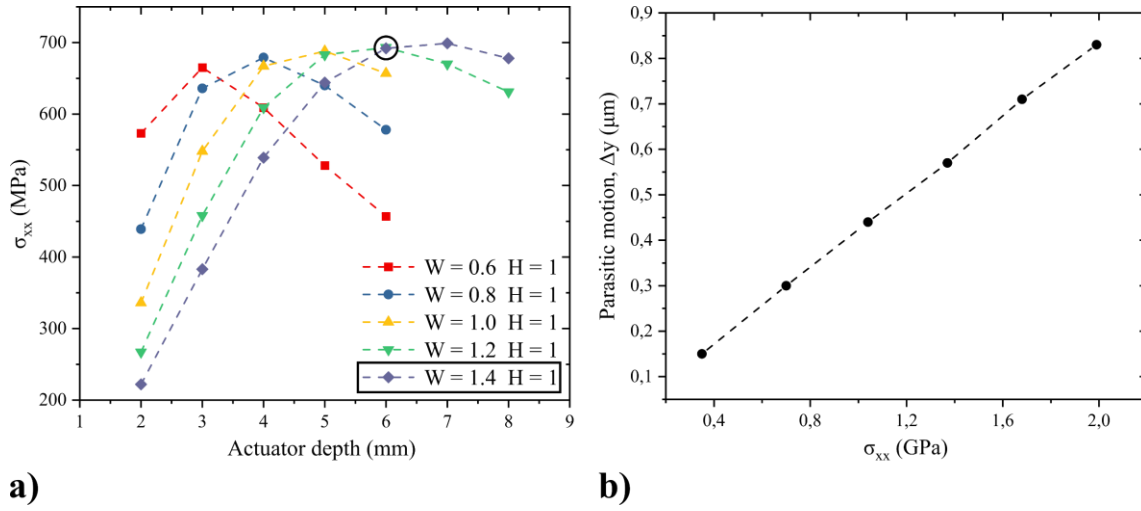 700
600
500
400
300
200
σxx (MPa)
1 2 3 4 5 6 7 8 9
Actuator depth (mm)
W = 0.6 H = 1
W = 0.8 H = 1
W = 1.0 H = 1
W = 1.2 H = 1
W = 1.4 H = 1
a)
0,9
0,8
0,7
0,6
0,5
0,4
0,3
0,2
0,1
Parasitic motion, Δy (μm)
0,4 0,8 1,2 1,6 2,0
σxx (GPa)
b)